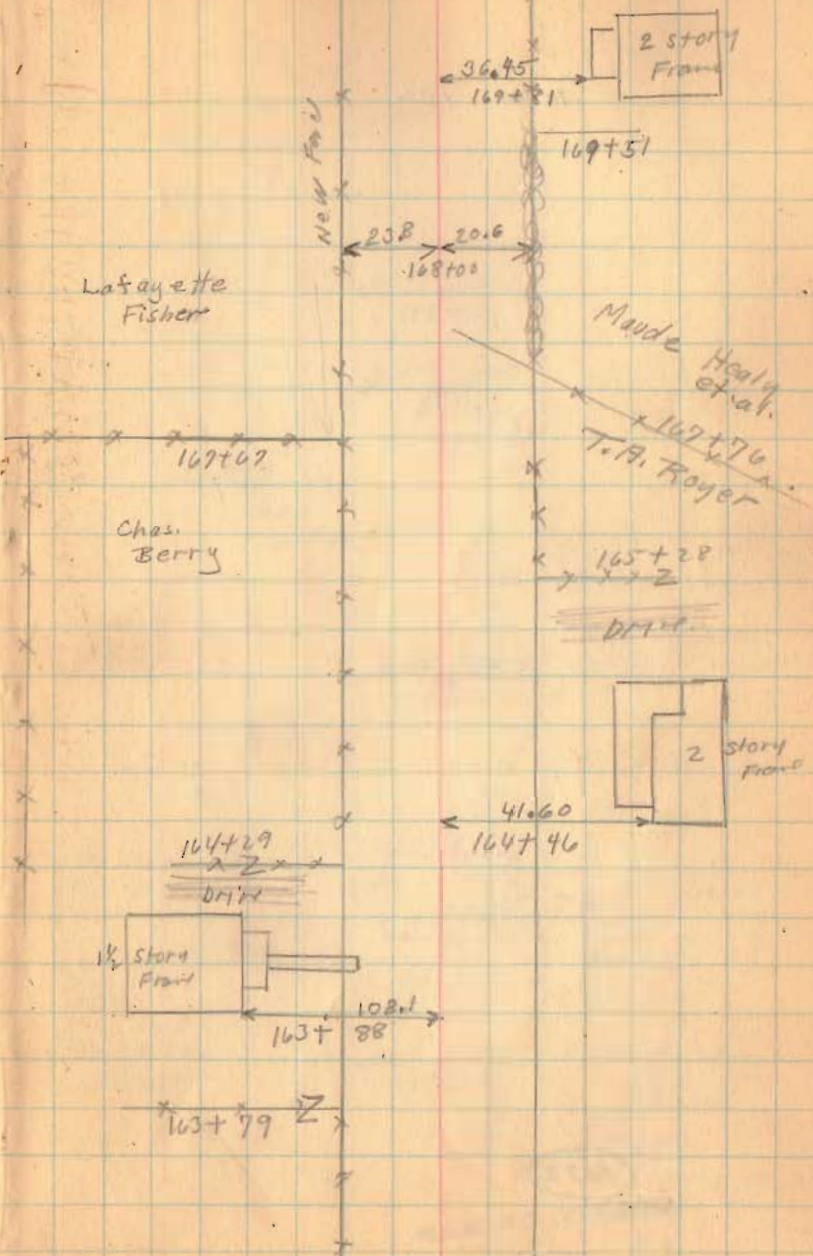 2 story
Frame
36.45
169+81
169+51
New
23.8 20.6
168+00
Lafayette
Fisher
Maude Healy
et.al.
167+76
T.A. Royer
167+67
Chas.
Berry
165+28
Drive
2 story
Frame
41.60
164+46
164+29
Drive
1½ Story
Frame
108.1
163+88
163+79